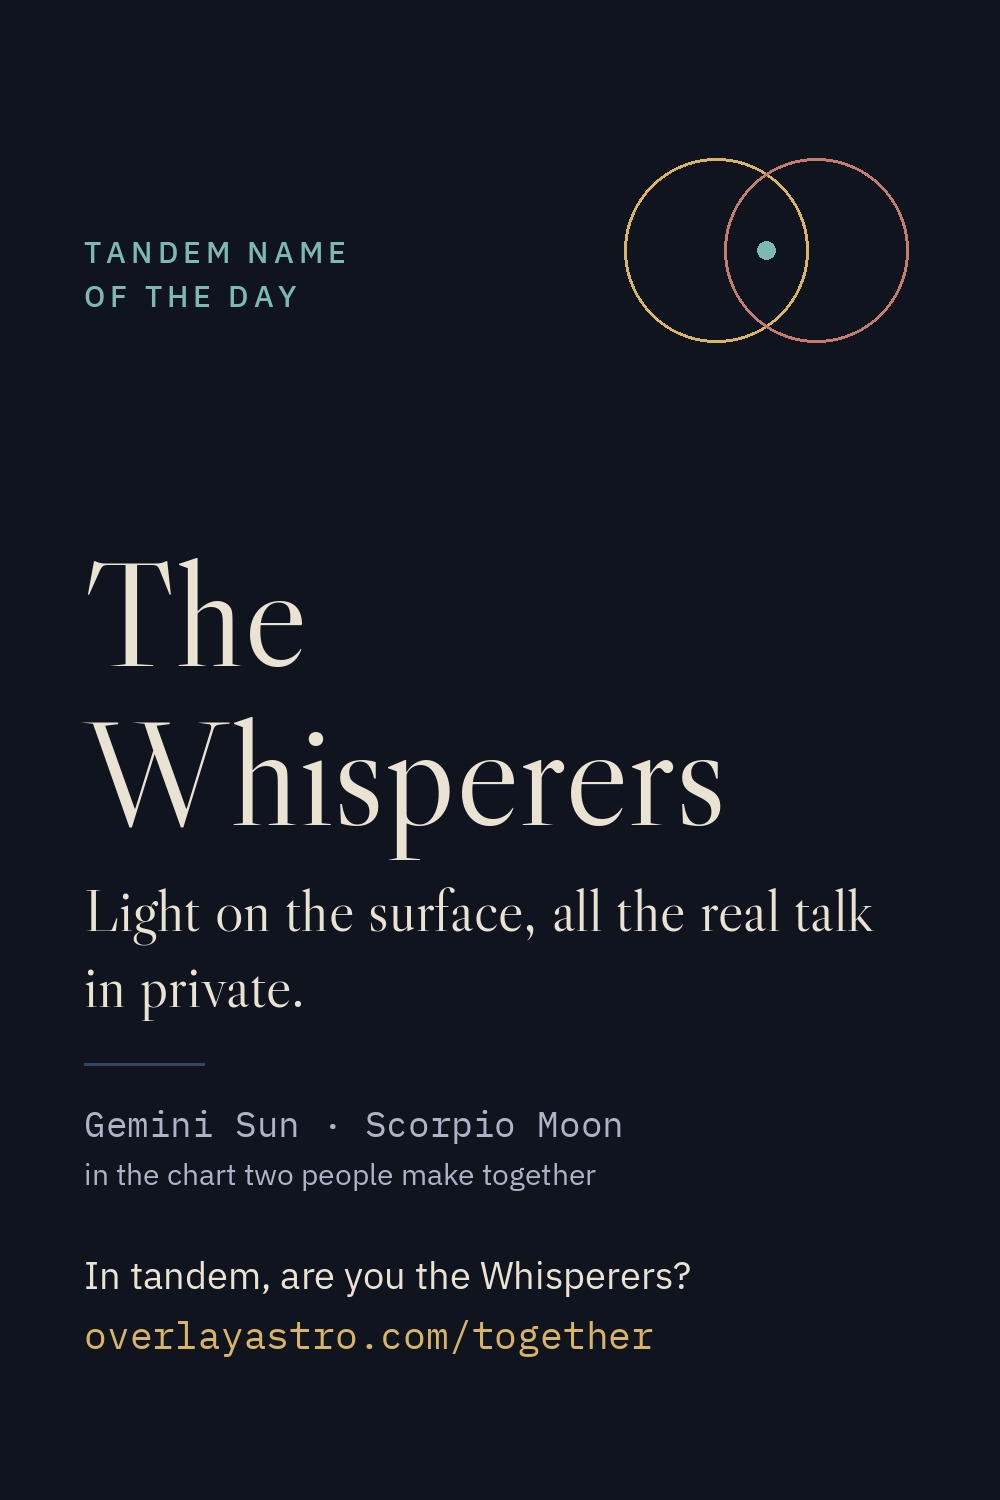 TANDEM NAME
OF THE DAY
The
Whisperers
Light on the surface, all the real talk
in private.
Gemini Sun · Scorpio Moon
in the chart two people make together
In tandem, are you the Whisperers?
overlayastro.com/together